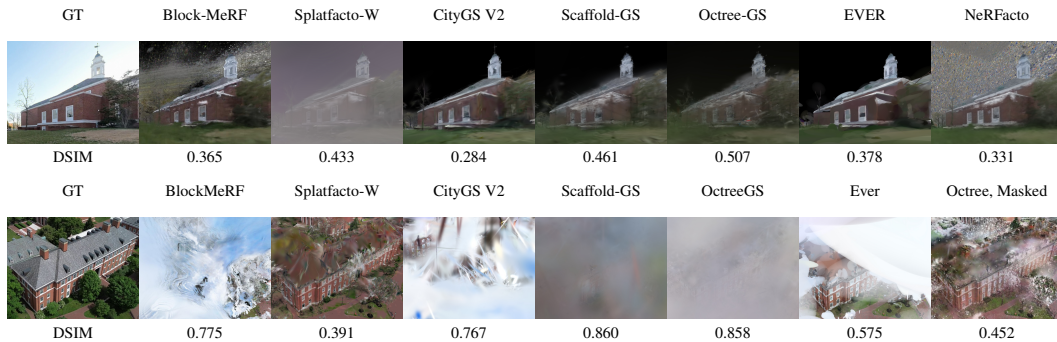 GT Block-MeRF Splatfacto-W CityGS V2 Scaffold-GS Octree-GS EVER NeRFacto
DSIM 0.365 0.433 0.284 0.461 0.507 0.378 0.331
GT BlockMeRF Splatfacto-W CityGS V2 Scaffold-GS OctreeGS Ever Octree, Masked
DSIM 0.775 0.391 0.767 0.860 0.858 0.575 0.452